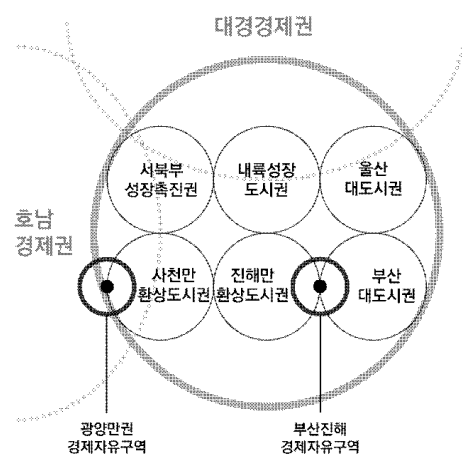 대경경제권
서북부
성장촉진권
내륙성장
도시권
울산
대도시권
호남
경제권
사천만
환상도시권
진해만
환상도시권
부산
대도시권
광양만권
경제자유구역
부산진해
경제자유구역